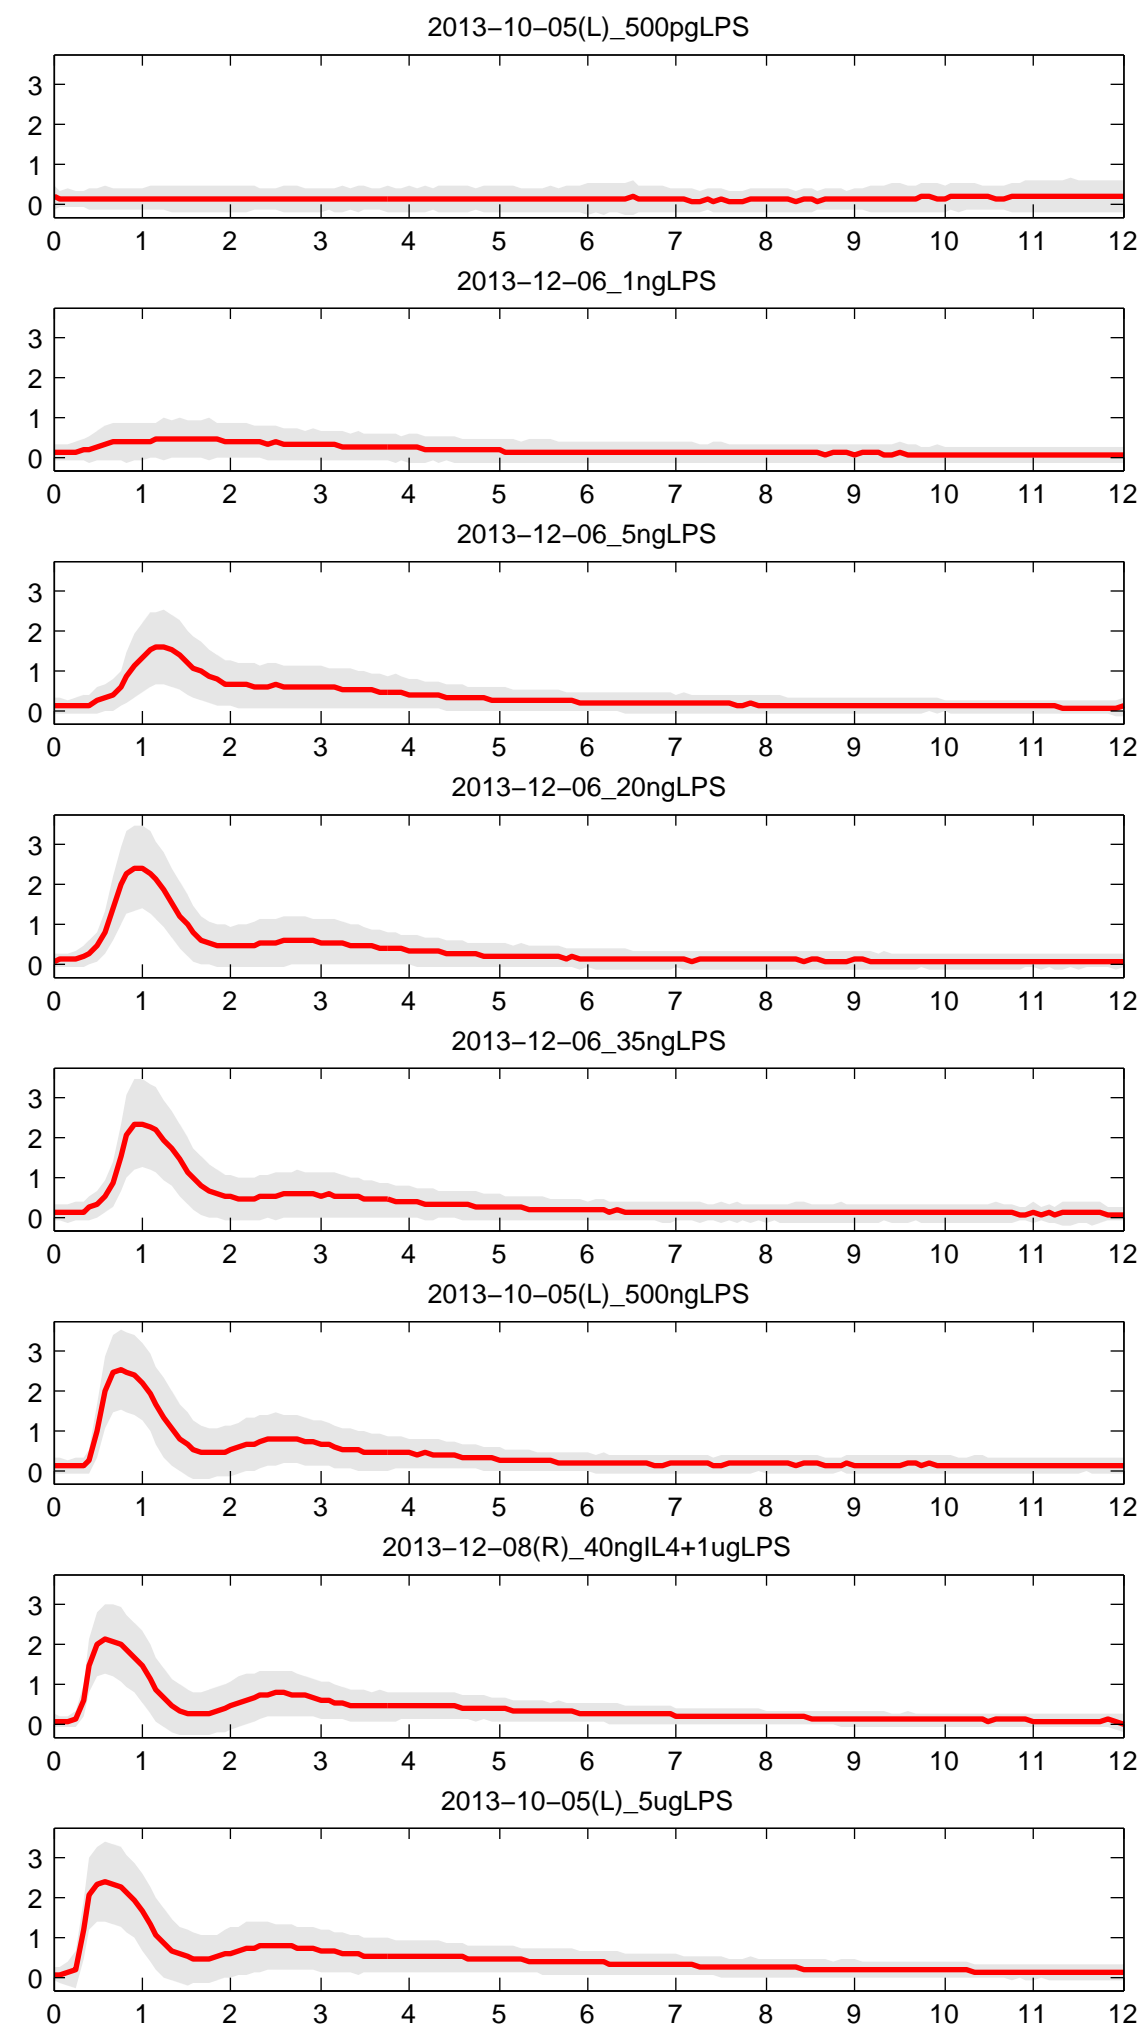 2013−10−05(L)_500pgLPS
3
2
1
0
0 1 2 3 4 5 6 7 8 9 10 11 12
2013−12−06_1ngLPS
3
2
1
0
0 1 2 3 4 5 6 7 8 9 10 11 12
2013−12−06_5ngLPS
3
2
1
0
0 1 2 3 4 5 6 7 8 9 10 11 12
2013−12−06_20ngLPS
3
2
1
0
0 1 2 3 4 5 6 7 8 9 10 11 12
2013−12−06_35ngLPS
3
2
1
0
0 1 2 3 4 5 6 7 8 9 10 11 12
2013−10−05(L)_500ngLPS
3
2
1
0
0 1 2 3 4 5 6 7 8 9 10 11 12
2013−12−08(R)_40ngIL4+1ugLPS
3
2
1
0
0 1 2 3 4 5 6 7 8 9 10 11 12
2013−10−05(L)_5ugLPS
3
2
1
0
0 1 2 3 4 5 6 7 8 9 10 11 12